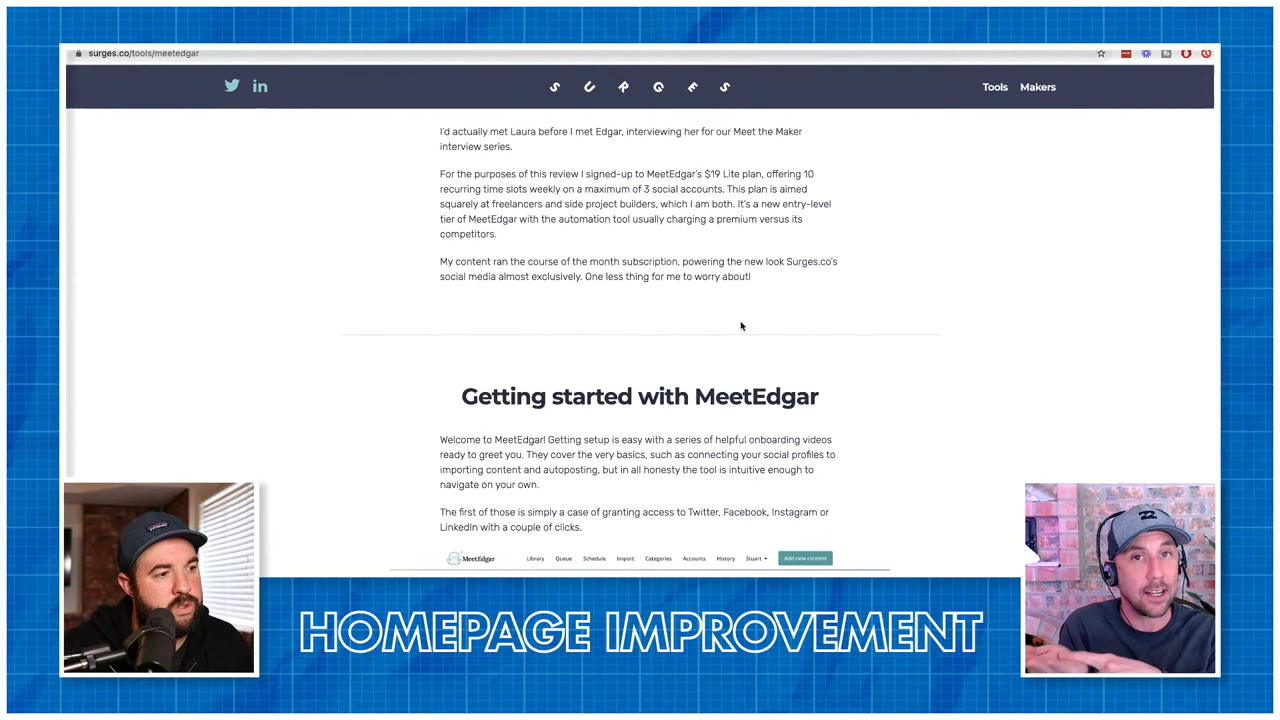 surges.co/tools/meetedgar
SURGES
Tools Makers
I'd actually met Laura before I met Edgar, interviewing her for our Meet the Maker
interview series.
For the purposes of this review I signed-up to MeetEdgar's $19 Lite plan, offering 10
recurring time slots weekly on a maximum of 3 social accounts. This plan is aimed
squarely at freelancers and side project builders, which I am both. It's a new entry-level
tier of MeetEdgar with the automation tool usually charging a premium versus its
competitors.
My content ran the course of the month subscription, powering the new look Surges.co's
social media almost exclusively. One less thing for me to worry about!
Getting started with MeetEdgar
Welcome to MeetEdgar! Getting setup is easy with a series of helpful onboarding videos
ready to greet you. They cover the very basics, such as connecting your social profiles to
importing content and autoposting, but in all honesty the tool is intuitive enough to
navigate on your own.
The first of those is simply a case of granting access to Twitter, Facebook, Instagram or
LinkedIn with a couple of clicks.
MeetEdgar Library Queue Schedule Import Categories Accounts History Stuart Add new content
HOMEPAGE IMPROVEMENT